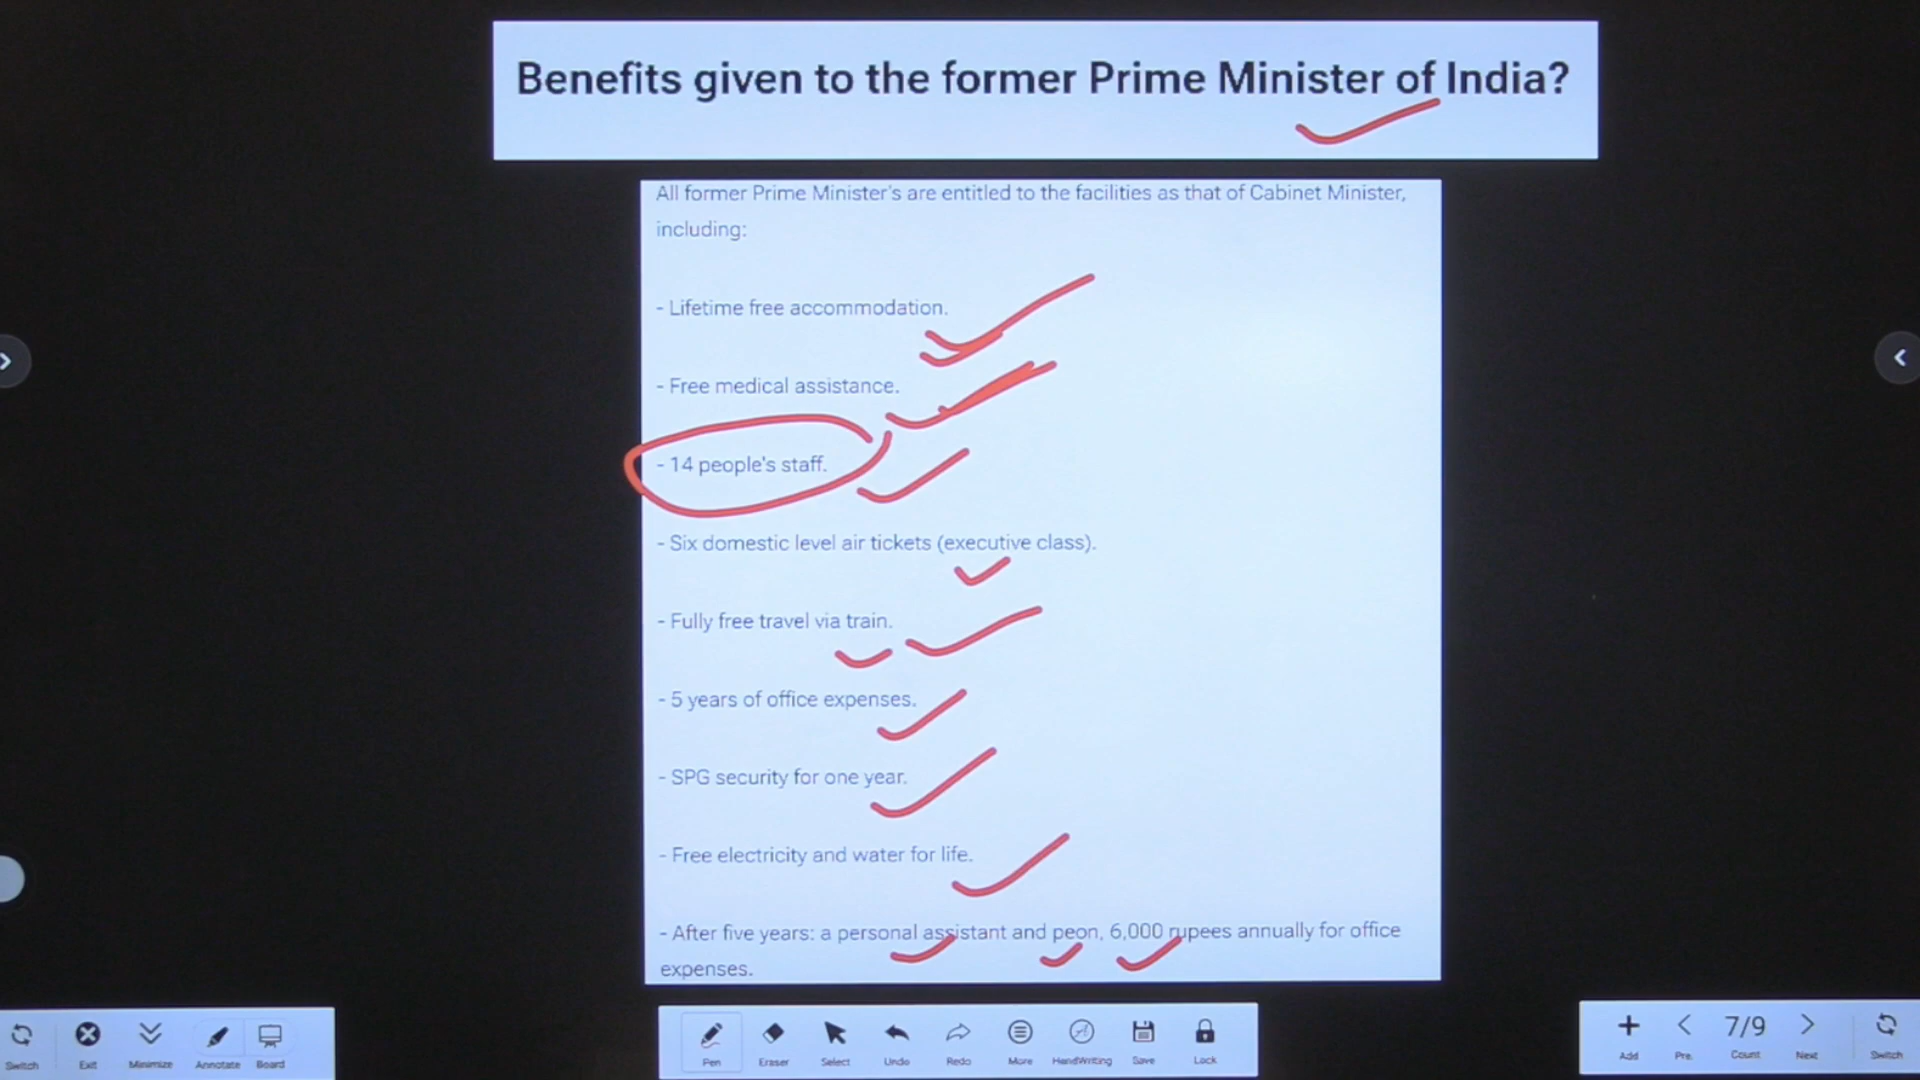 Benefits given to the former Prime Minister of India?
All former Prime Minister's are entitled to the facilities as that of Cabinet Minister,
including:
- Lifetime free accommodation.
- Free medical assistance.
- 14 people's staff.
- Six domestic level air tickets (executive class).
- Fully free travel via train.
- 5 years of office expenses.
- SPG security for one year.
- Free electricity and water for life.
- After five years: a personal assistant and peon, 6,000 rupees annually for office
expenses.
Switch Exit Minimize Annotate Board
Pen Eraser Select Undo Redo More HandWriting Save Lock
7/9
Add Pre. Count Next Switch